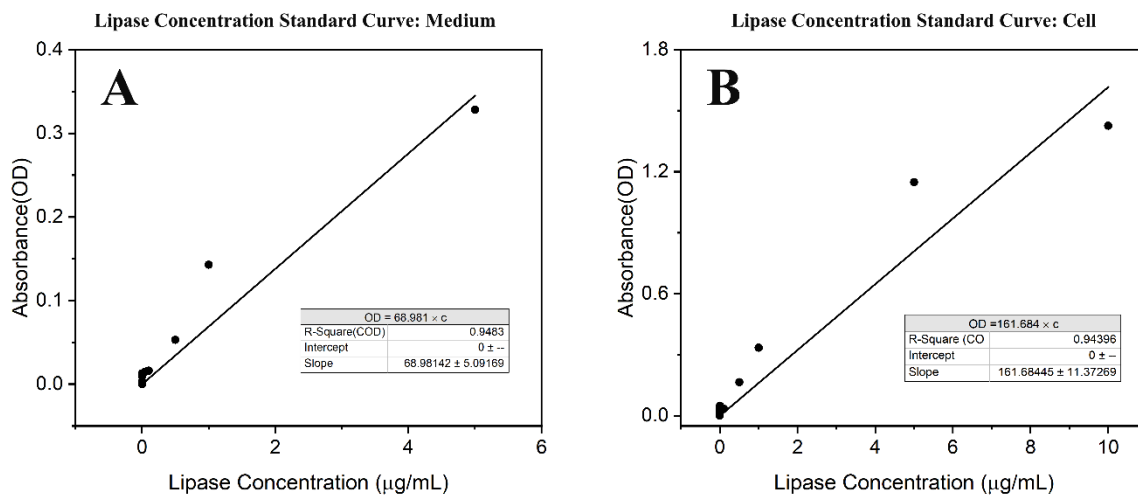 Lipase Concentration Standard Curve: Medium
A
0.4
0.3
0.2
0.1
0.0
Absorbance(OD)
0
2
4
6
Lipase Concentration (μg/mL)
OD = 68.981 × c
R-Square(COD) 0.9483
Intercept 0 ± --
Slope 68.98142 ± 5.09169
Lipase Concentration Standard Curve: Cell
B
1.8
1.2
0.6
0.0
Absorbance(OD)
0
2
4
6
8
10
Lipase Concentration (μg/mL)
OD =161.684 × c
R-Square (CO 0.94396
Intercept 0 ± --
Slope 161.68445 ± 11.37269